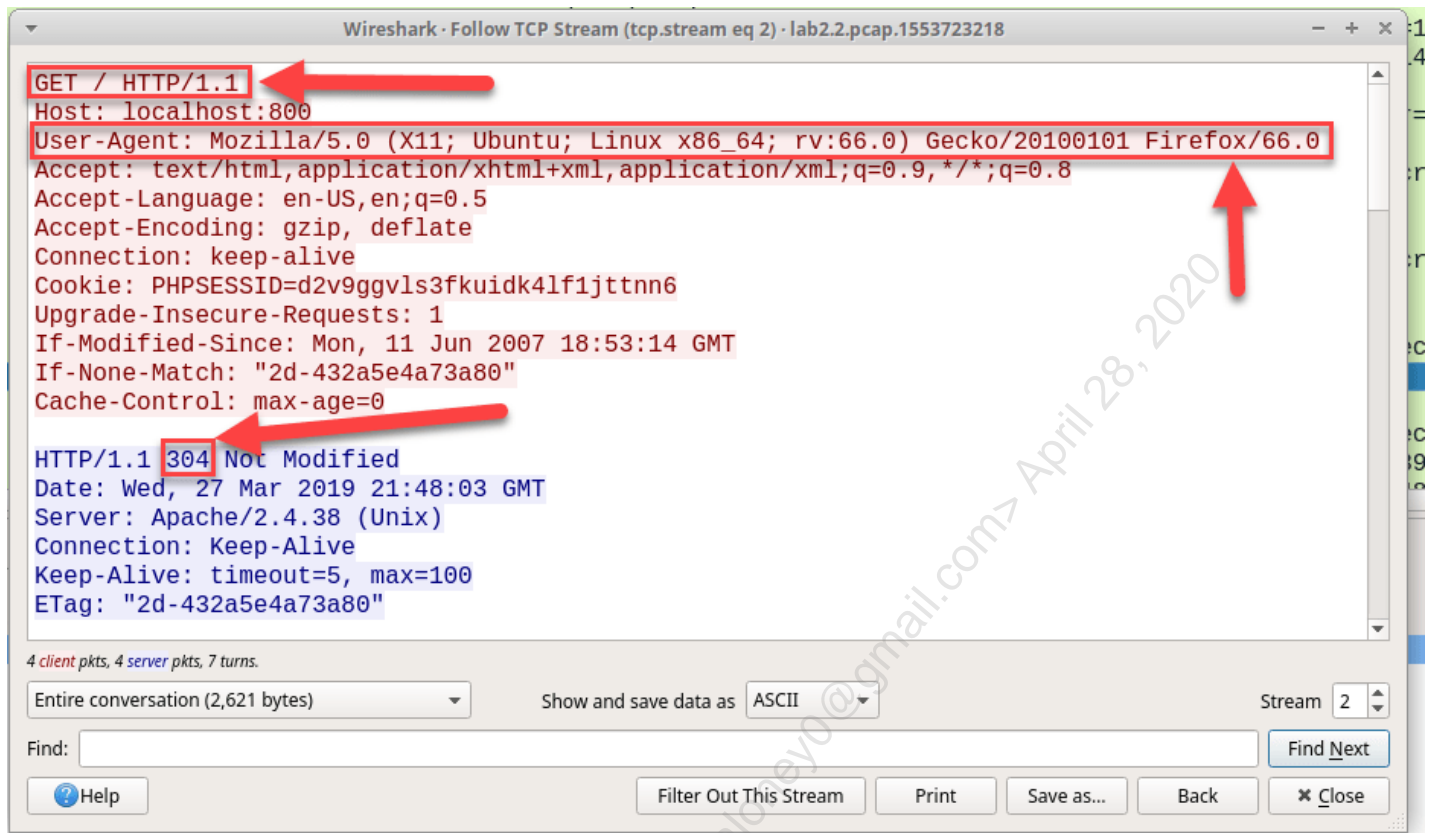 Wireshark · Follow TCP Stream (tcp.stream eq 2) · lab2.2.pcap.1553723218
GET / HTTP/1.1
Host: localhost:800
User-Agent: Mozilla/5.0 (X11; Ubuntu; Linux x86_64; rv:66.0) Gecko/20100101 Firefox/66.0
Accept: text/html,application/xhtml+xml,application/xml;q=0.9,*/*;q=0.8
Accept-Language: en-US,en;q=0.5
Accept-Encoding: gzip, deflate
Connection: keep-alive
Cookie: PHPSESSID=d2v9ggvls3fkuidk4lf1jttnn6
Upgrade-Insecure-Requests: 1
If-Modified-Since: Mon, 11 Jun 2007 18:53:14 GMT
If-None-Match: "2d-432a5e4a73a80"
Cache-Control: max-age=0
HTTP/1.1 304 Not Modified
Date: Wed, 27 Mar 2019 21:48:03 GMT
Server: Apache/2.4.38 (Unix)
Connection: Keep-Alive
Keep-Alive: timeout=5, max=100
ETag: "2d-432a5e4a73a80"
4 client pkts, 4 server pkts, 7 turns.
Entire conversation (2,621 bytes) Show and save data as ASCII Stream 2
Find: Find Next
Help Filter Out This Stream Print Save as... Back Close
eloney0@gmail.com> April 28, 2020